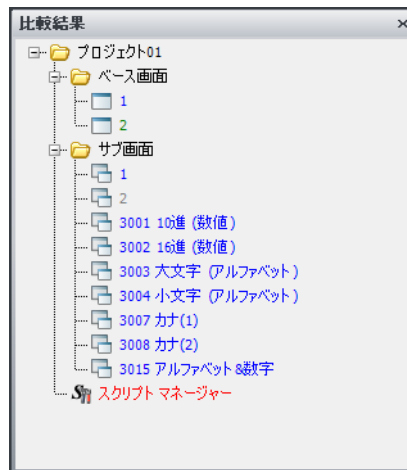 比較結果
プロジェクト01
ベース画面
1
2
サブ画面
1
2
3001 10進 (数値)
3002 16進 (数値)
3003 大文字 (アルファベット)
3004 小文字 (アルファベット)
3007 カナ(1)
3008 カナ(2)
3015 アルファベット&数字
スクリプト マネージャー